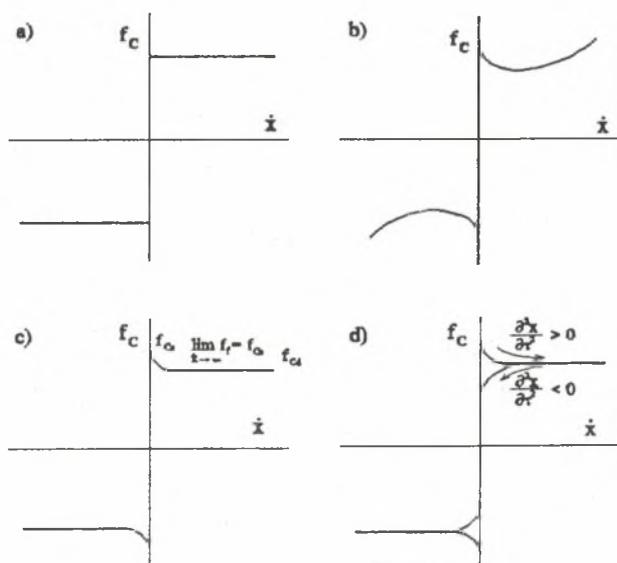 a) f_C
ẋ
b) f_C
ẋ
c) f_C f_Cs lim f_f = f_Cs f_Cd
ẋ→∞
ẋ
d) f_C ∂²x/∂t² > 0
∂²x/∂t² < 0
ẋ